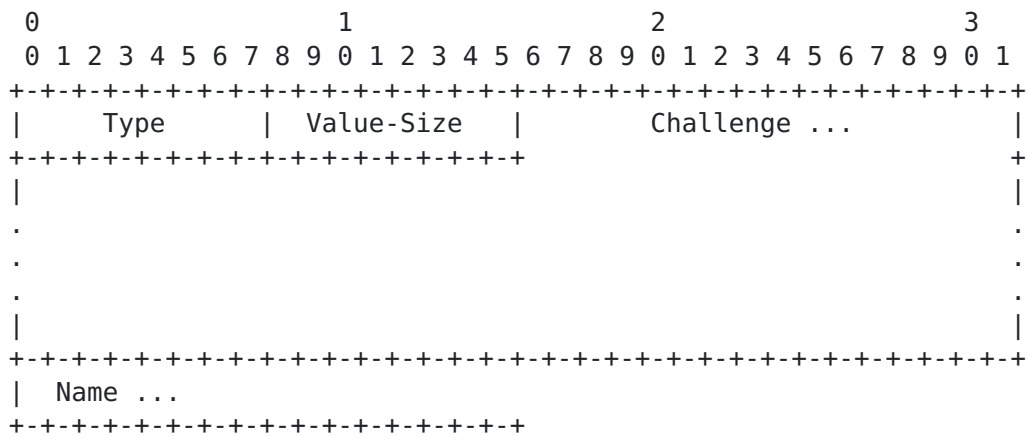 0                   1                   2                   3
0 1 2 3 4 5 6 7 8 9 0 1 2 3 4 5 6 7 8 9 0 1 2 3 4 5 6 7 8 9 0 1
+-+-+-+-+-+-+-+-+-+-+-+-+-+-+-+-+-+-+-+-+-+-+-+-+-+-+-+-+-+-+-+-+
|     Type      |  Value-Size   |        Challenge ...          |
+-+-+-+-+-+-+-+-+-+-+-+-+-+-+-+-+                               +
|                                                               |
.                                                               .
.                                                               .
.                                                               .
|                                                               |
+-+-+-+-+-+-+-+-+-+-+-+-+-+-+-+-+-+-+-+-+-+-+-+-+-+-+-+-+-+-+-+-+
|  Name ...
+-+-+-+-+-+-+-+-+-+-+-+-+-+-+-+-+